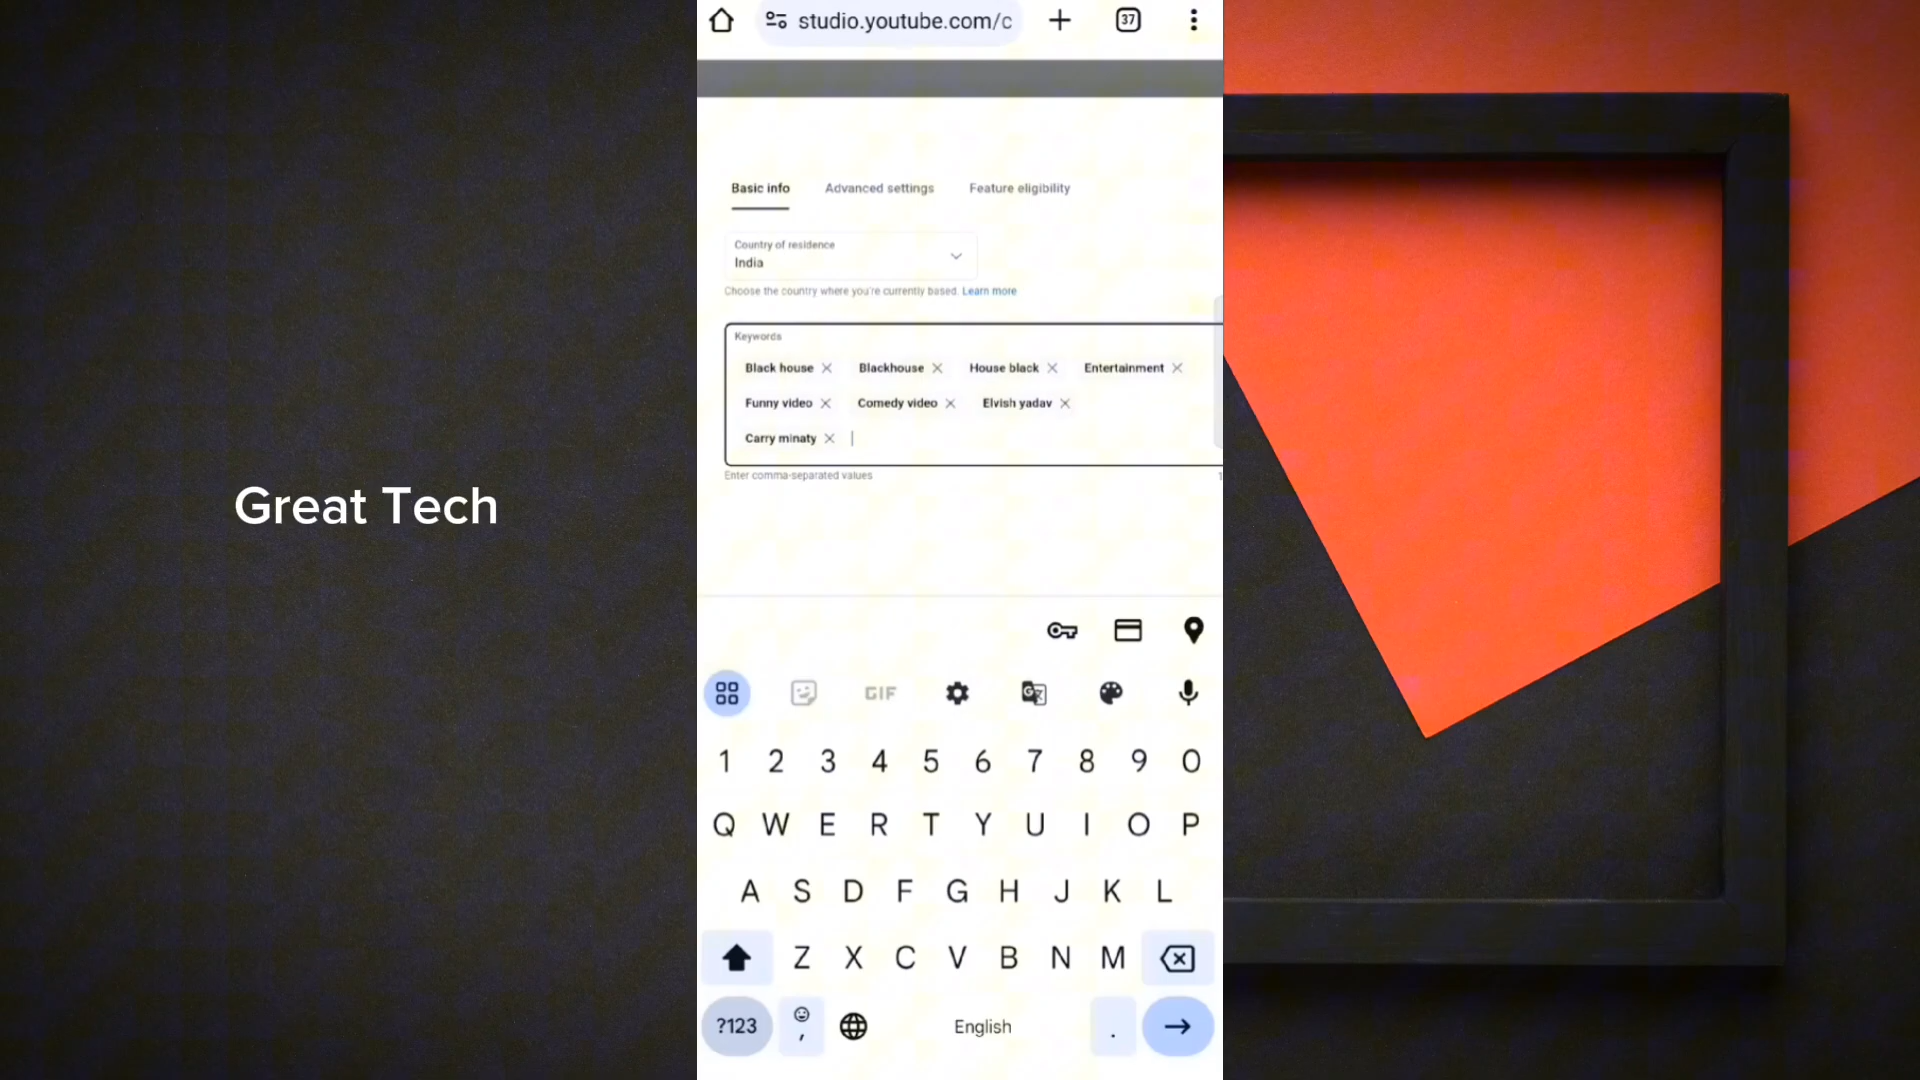 studio.youtube.com/c
37
Basic info Advanced settings Feature eligibility
Country of residence
India
Choose the country where you're currently based. Learn more
Keywords
Black house Blackhouse House black Entertainment
Funny video Comedy video Elvish yadav
Carry minaty
Enter comma-separated values
Great Tech
GIF
1 2 3 4 5 6 7 8 9 0
Q W E R T Y U I O P
A S D F G H J K L
Z X C V B N M
?123 , English .